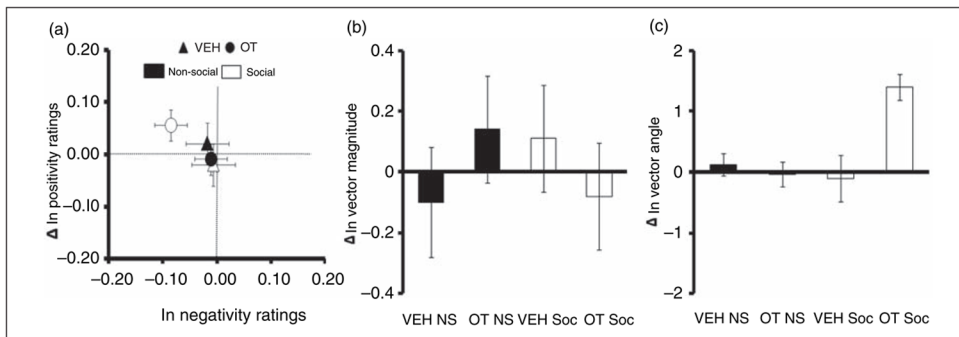 (a)
▲ VEH ● OT
Non-social Social
Δ In positivity ratings
0.20
0.10
0.00
−0.10
−0.20
−0.20 −0.10 0.00 0.10 0.20
In negativity ratings
(b)
Δ In vector magnitude
0.4
0.2
0
−0.2
−0.4
VEH NS OT NS VEH Soc OT Soc
(c)
Δ In vector angle
2
1
0
−1
−2
VEH NS OT NS VEH Soc OT Soc